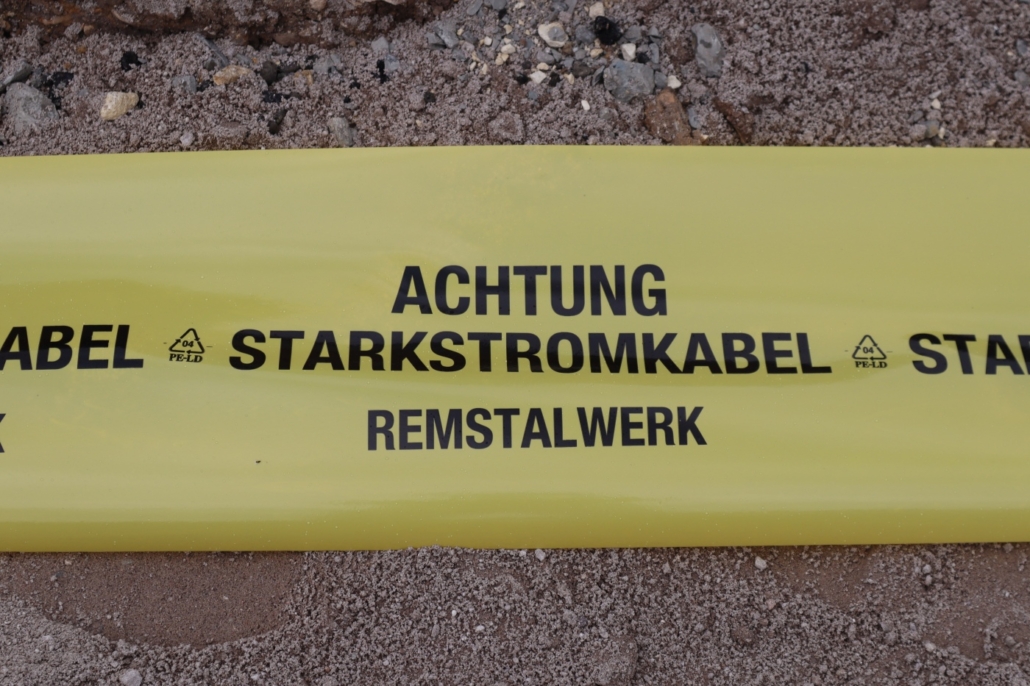 ACHTUNG
ABEL 04 PE-LD STARKSTROMKABEL 04 PE-LD STAR
REMSTALWERK